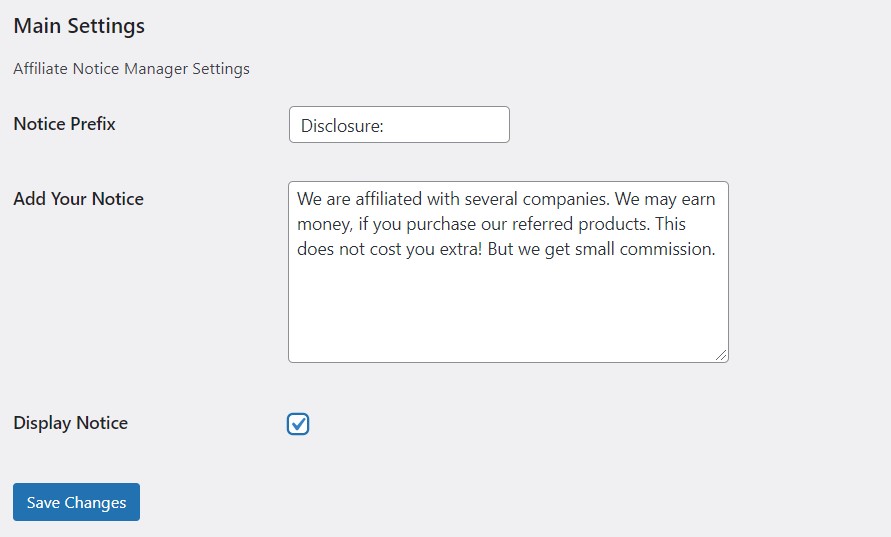 Main Settings
Affiliate Notice Manager Settings
Notice Prefix
Disclosure:
Add Your Notice
We are affiliated with several companies. We may earn
money, if you purchase our referred products. This
does not cost you extra! But we get small commission.
Display Notice
Save Changes